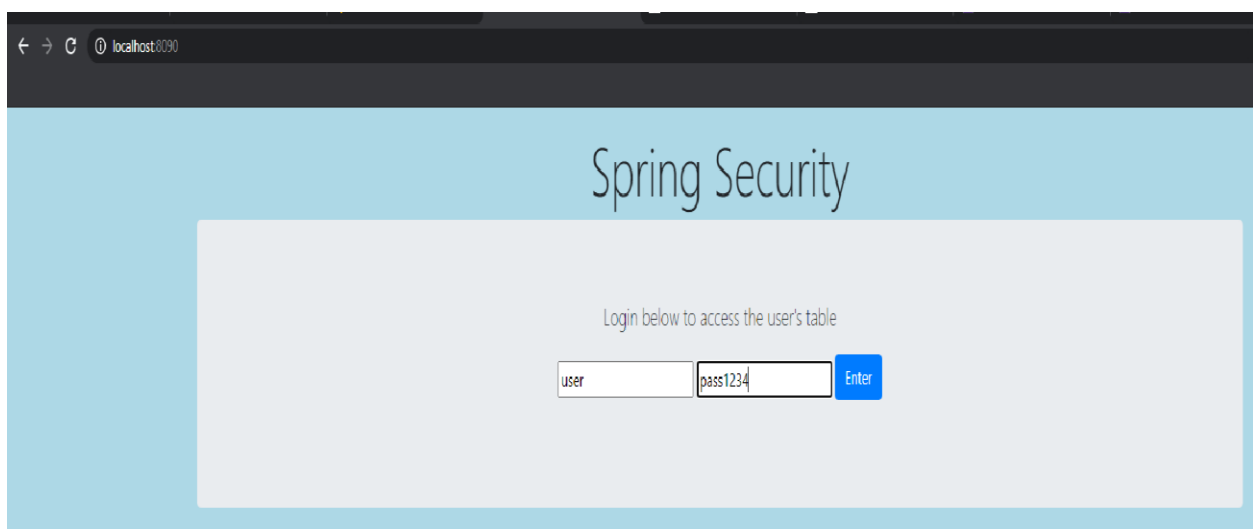 localhost:8090
Spring Security
Login below to access the user's table
user pass1234 Enter